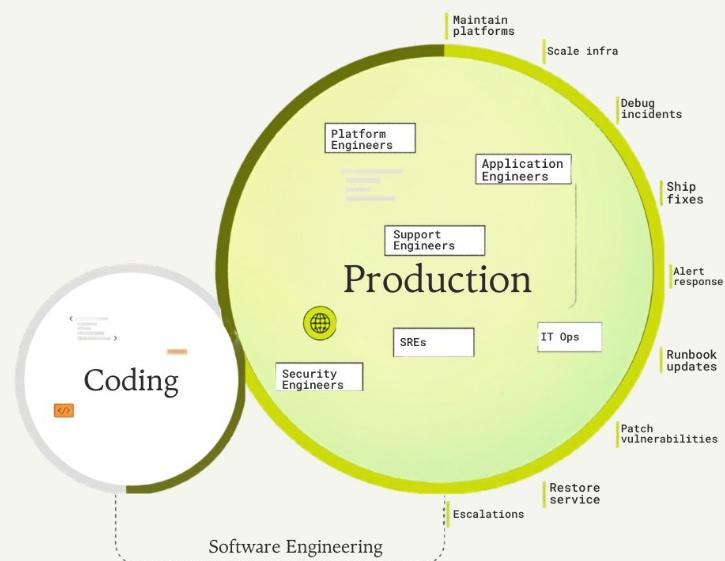 Maintain
platforms
Scale infra
Debug
incidents
Platform
Engineers
Application
Engineers
Ship
fixes
Support
Engineers
Production
Alert
response
SREs
IT Ops
Runbook
updates
Security
Engineers
Coding
</>
Patch
vulnerabilities
Restore
service
Escalations
Software Engineering